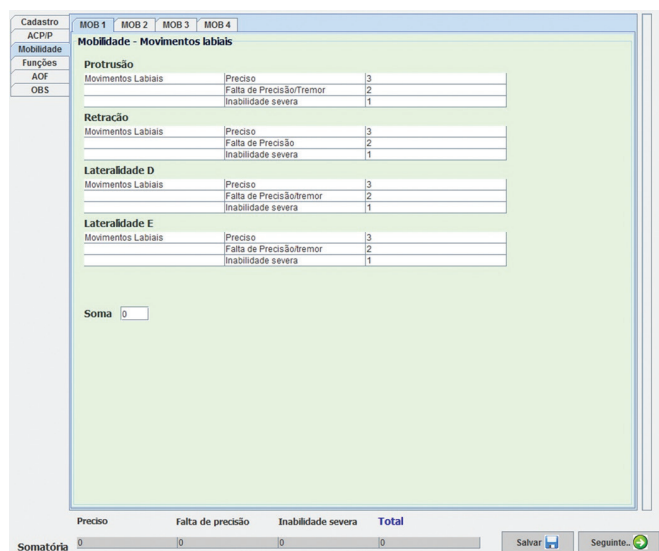 Cadastro
ACP/P
Mobilidade
Funções
AOF
OBS
MOB 1 MOB 2 MOB 3 MOB 4
Mobilidade - Movimentos labiais
Protrusão
Movimentos Labiais Preciso 3
Falta de Precisão/Tremor 2
Inabilidade severa 1
Retração
Movimentos Labiais Preciso 3
Falta de Precisão 2
Inabilidade severa 1
Lateralidade D
Movimentos Labiais Preciso 3
Falta de Precisão/tremor 2
Inabilidade severa 1
Lateralidade E
Movimentos Labiais Preciso 3
Falta de Precisão/tremor 2
Inabilidade severa 1
Soma 0
Preciso Falta de precisão Inabilidade severa Total
Somatória 0 0 0 0 Salvar Seguinte..